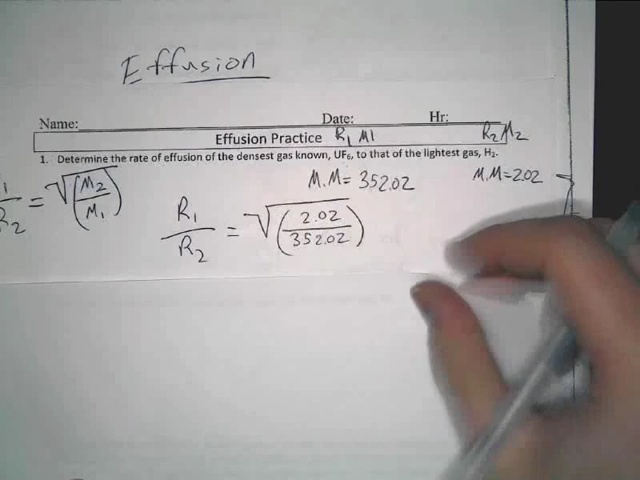 Effusion
Name: Date: Hr:
Effusion Practice R₁ M1 R₂ M₂
1. Determine the rate of effusion of the densest gas known, UF₆, to that of the lightest gas, H₂.
M.M= 352.02 M.M=2.02
1/R₂ = √(M₂/M₁)
R₁/R₂ = √(2.02/352.02)